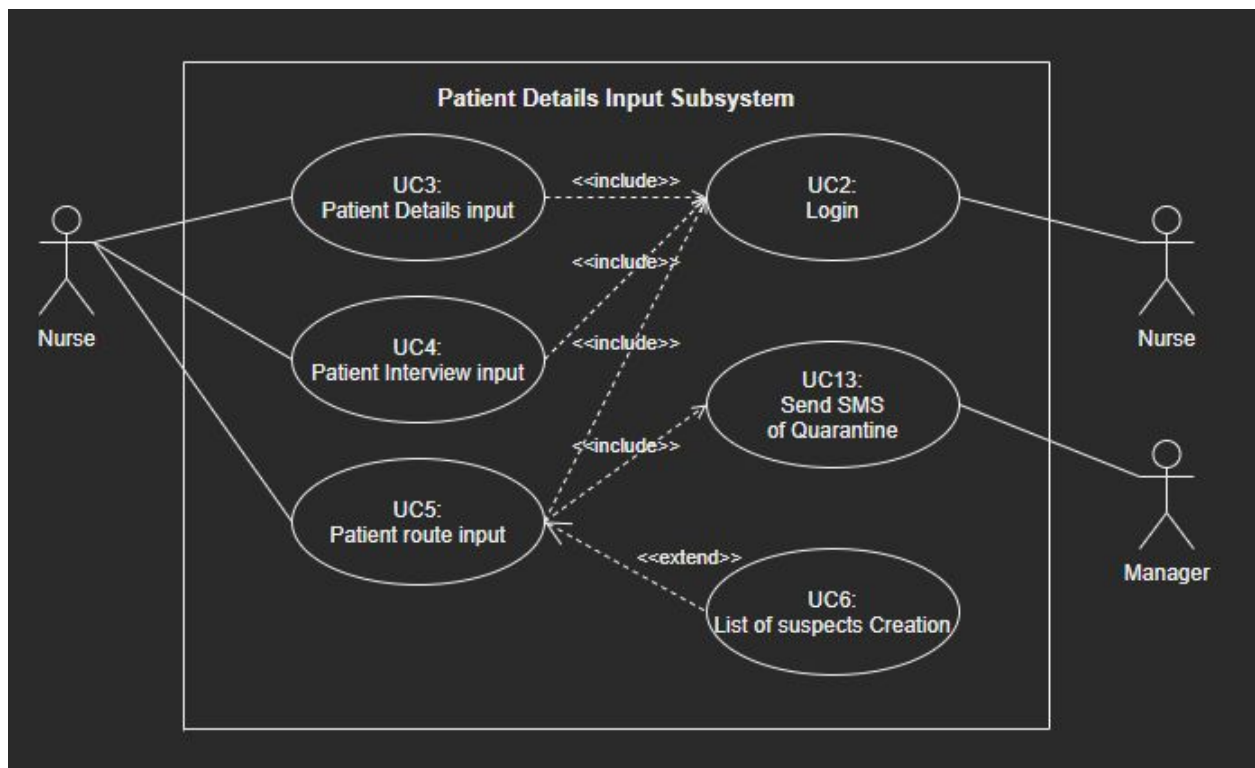 Patient Details Input Subsystem
UC3:
Patient Details input
<<include>>
UC2:
Login
Nurse
<<include>>
UC4:
Patient Interview input
<<include>>
Nurse
UC13:
Send SMS
of Quarantine
<<include>>
UC5:
Patient route input
<<extend>>
Manager
UC6:
List of suspects Creation